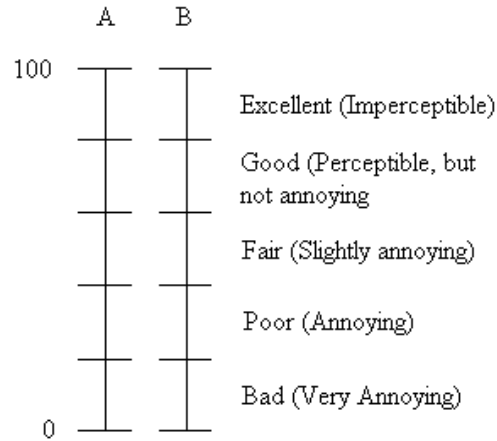 A B
100
Excellent (Imperceptible)
Good (Perceptible, but
not annoying
Fair (Slightly annoying)
Poor (Annoying)
Bad (Very Annoying)
0